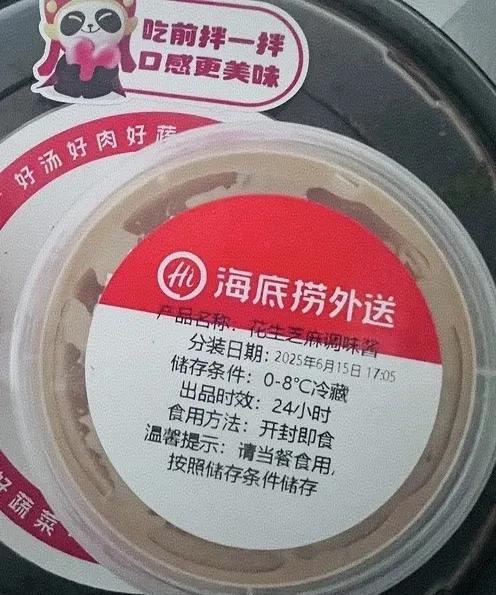 吃前拌一拌
口感更美味
好汤好肉好蔬
Hi 海底捞外送
产品名称：花生芝麻调味酱
分装日期：2025年6月15日 17:05
储存条件：0-8℃冷藏
出品时效：24小时
食用方法：开封即食
温馨提示：请当餐食用，
按照储存条件储存
好蔬菜